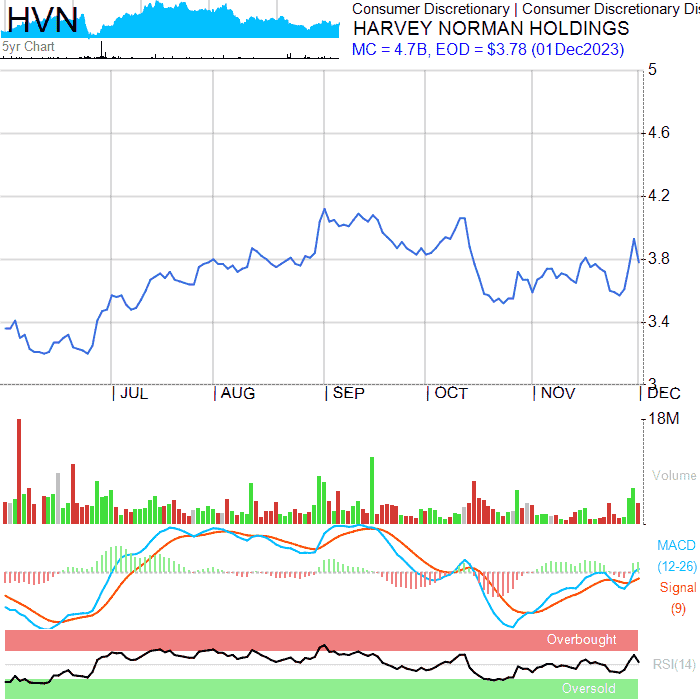 HVN
5yr Chart
Consumer Discretionary | Consumer Discretionary Dis
HARVEY NORMAN HOLDINGS
MC = 4.7B, EOD = $3.78 (01Dec2023)
5
4.6
4.2
3.8
3.4
3
JUL AUG SEP OCT NOV DEC
18M
Volume
MACD
(12-26)
Signal
(9)
Overbought
RSI(14)
Oversold